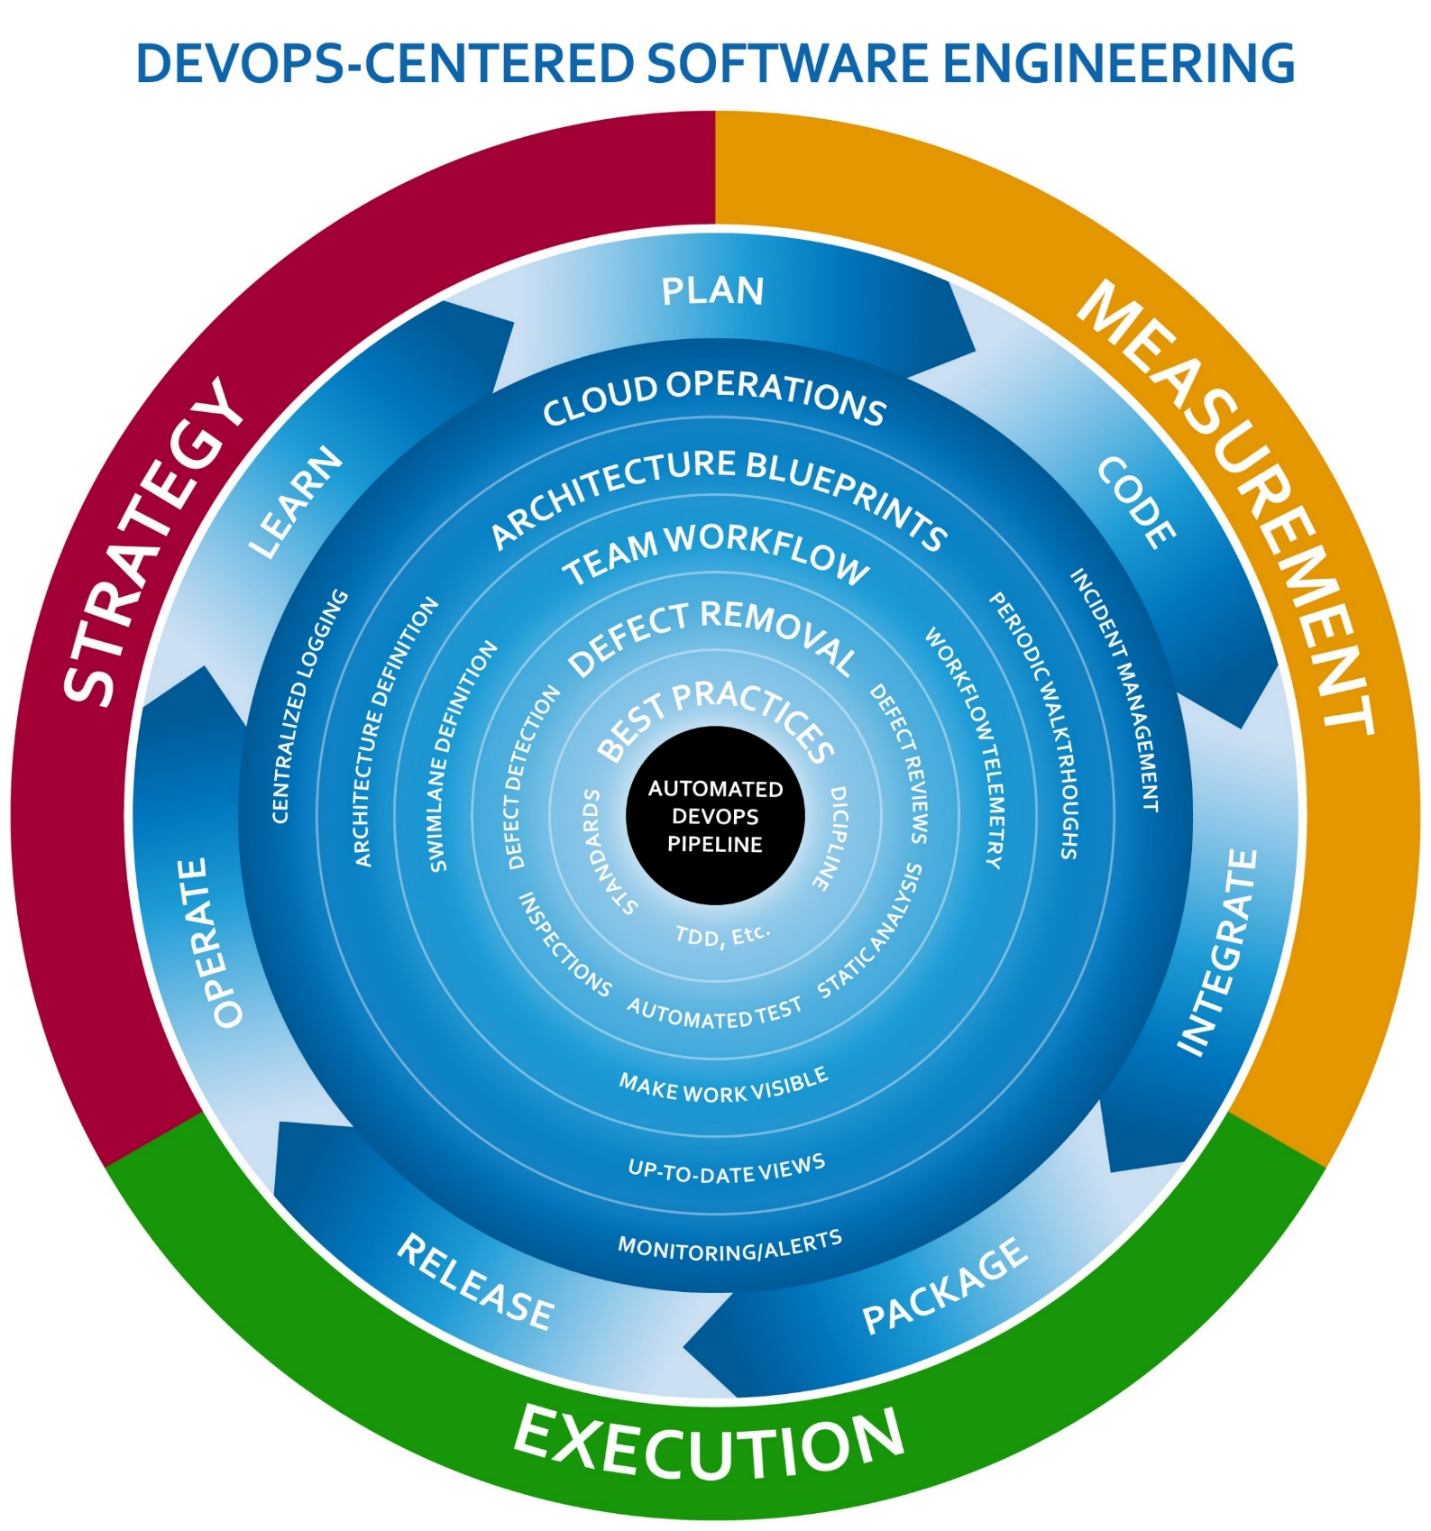 DEVOPS-CENTERED SOFTWARE ENGINEERING
STRATEGY
MEASUREMENT
EXECUTION
PLAN
CODE
INTEGRATE
PACKAGE
RELEASE
OPERATE
LEARN
CLOUD OPERATIONS
CENTRALIZED LOGGING
INCIDENT MANAGEMENT
MONITORING/ALERTS
ARCHITECTURE BLUEPRINTS
ARCHITECTURE DEFINITION
PERIODIC WALKTRHOUGHS
UP-TO-DATE VIEWS
TEAM WORKFLOW
SWIMLANE DEFINITION
WORKFLOW TELEMETRY
MAKE WORK VISIBLE
DEFECT REMOVAL
DEFECT DETECTION
DEFECT REVIEWS
INSPECTIONS
AUTOMATED TEST
STATIC ANALYSIS
BEST PRACTICES
STANDARDS
DICIPLINE
TDD, Etc.
AUTOMATED
DEVOPS
PIPELINE